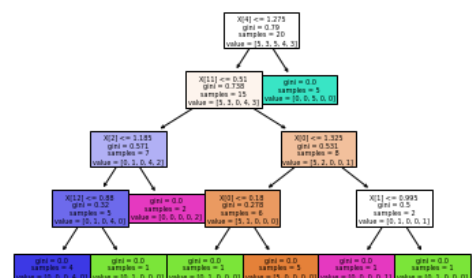 X[4] <= 1.275
gini = 0.79
samples = 20
value = [5, 3, 5, 4, 3]
X[11] <= 0.51
gini = 0.738
samples = 15
value = [5, 3, 0, 4, 3]
gini = 0.0
samples = 5
value = [0, 0, 5, 0, 0]
X[2] <= 1.185
gini = 0.571
samples = 7
value = [0, 1, 0, 4, 2]
X[0] <= 1.325
gini = 0.531
samples = 8
value = [5, 2, 0, 0, 1]
X[12] <= 0.88
gini = 0.32
samples = 5
value = [0, 1, 0, 4, 0]
gini = 0.0
samples = 2
value = [0, 0, 0, 0, 2]
X[0] <= 0.18
gini = 0.278
samples = 6
value = [5, 1, 0, 0, 0]
X[1] <= 0.995
gini = 0.5
samples = 2
value = [0, 1, 0, 0, 1]
gini = 0.0
samples = 4
gini = 0.0
samples = 1
gini = 0.0
samples = 1
gini = 0.0
samples = 5
gini = 0.0
samples = 1
gini = 0.0
samples = 1